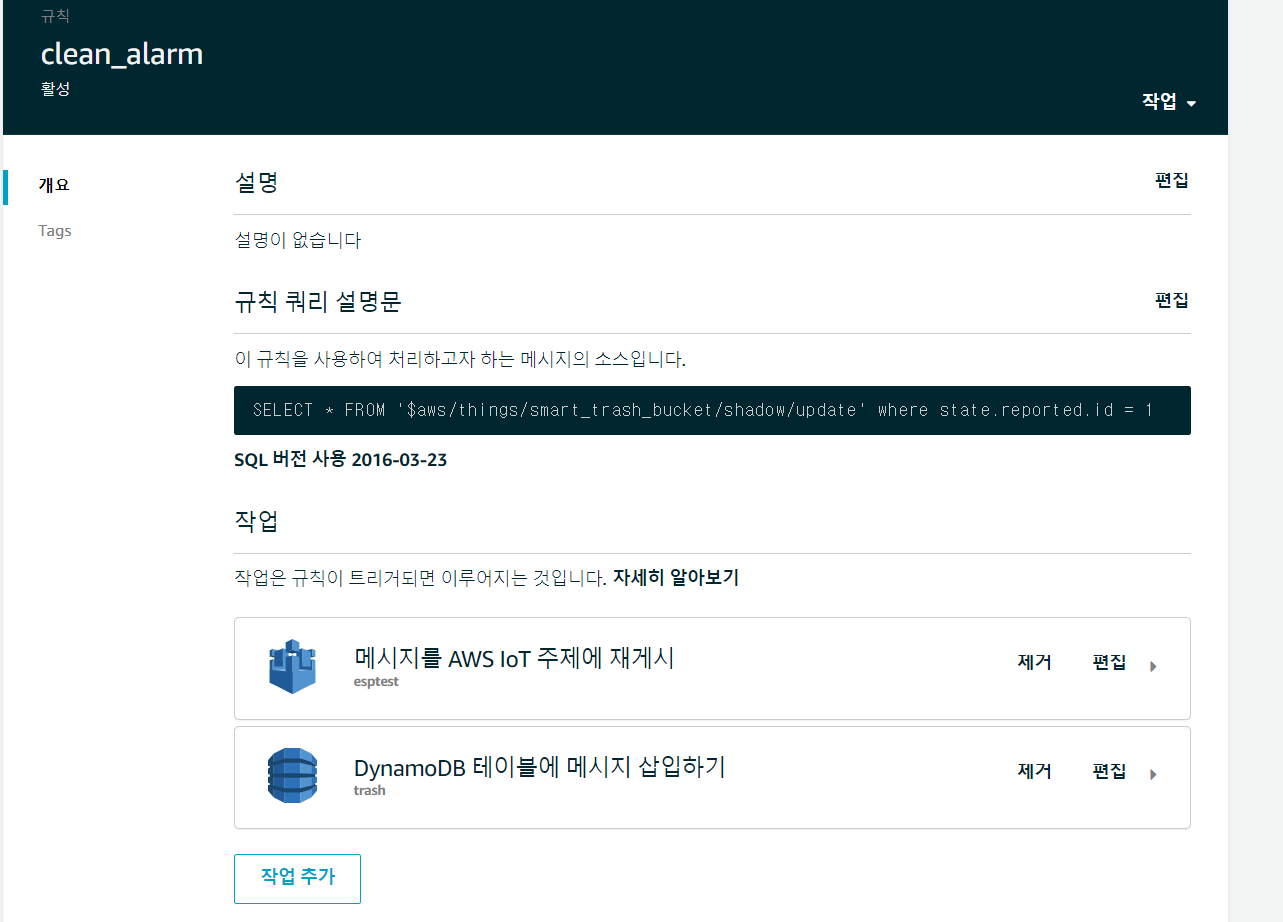 규칙
clean_alarm
활성
작업
개요
Tags
설명
편집
설명이 없습니다
규칙 쿼리 설명문
편집
이 규칙을 사용하여 처리하고자 하는 메시지의 소스입니다.
SELECT * FROM '$aws/things/smart_trash_bucket/shadow/update' where state.reported.id = 1
SQL 버전 사용 2016-03-23
작업
작업은 규칙이 트리거되면 이루어지는 것입니다. 자세히 알아보기
메시지를 AWS IoT 주제에 재게시
esptest
제거
편집
DynamoDB 테이블에 메시지 삽입하기
trash
제거
편집
작업 추가